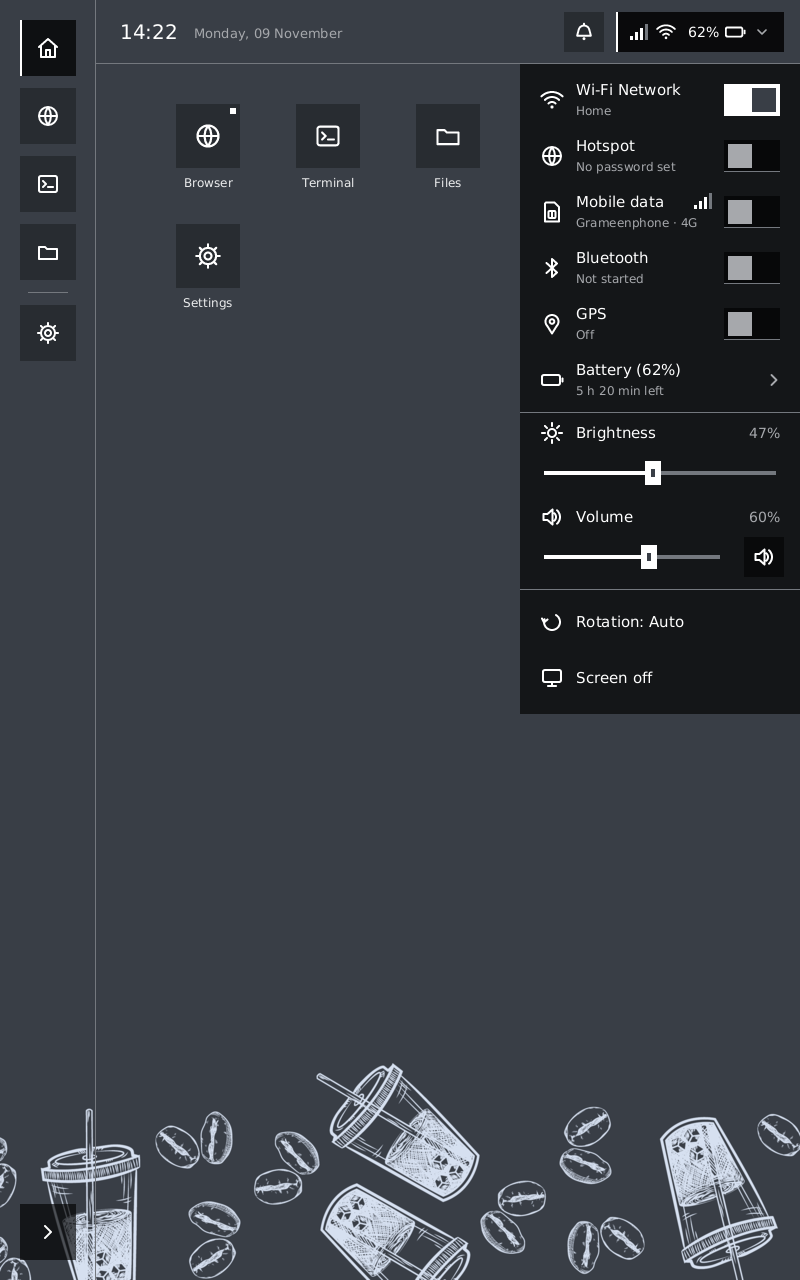 14:22 Monday, 09 November
62%
Browser Terminal Files
Settings
Wi-Fi Network
Home
Hotspot
No password set
Mobile data
Grameenphone · 4G
Bluetooth
Not started
GPS
Off
Battery (62%)
5 h 20 min left
Brightness 47%
Volume 60%
Rotation: Auto
Screen off